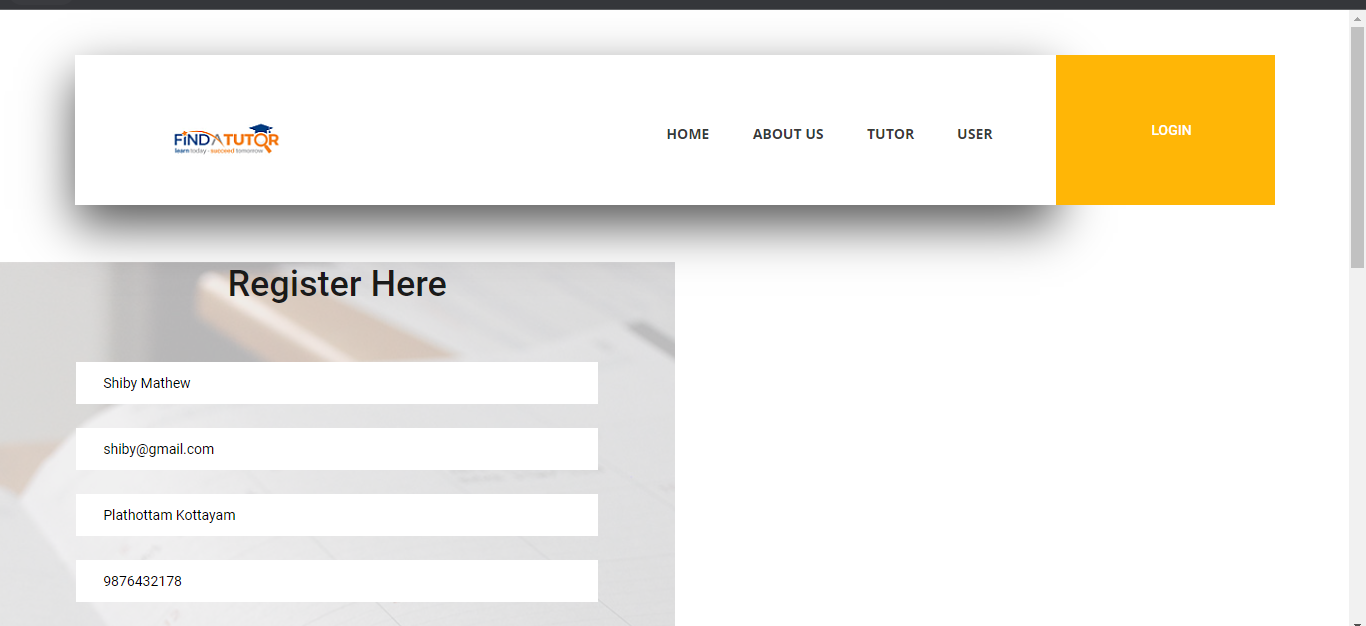 FINDATUTOR
learn today - succeed tomorrow
HOME ABOUT US TUTOR USER LOGIN
Register Here
Shiby Mathew
shiby@gmail.com
Plathottam Kottayam
9876432178